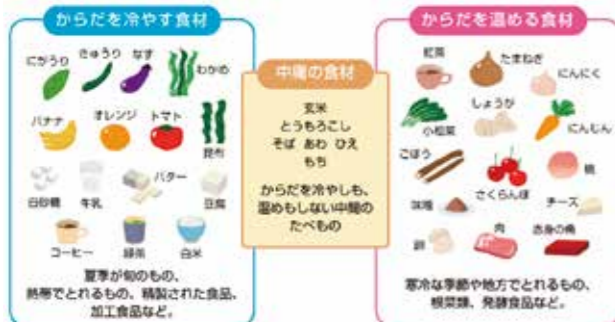 からだを冷やす食材
にがうり
きゅうり
なす
わかめ
バナナ
オレンジ
トマト
昆布
白砂糖
牛乳
バター
豆腐
コーヒー
緑茶
白米
夏季が旬のもの、
熱帯でとれるもの、精製された食品、
加工食品など。
中庸の食材
玄米
とうもろこし
そば あわ ひえ
もち
からだを冷やしも、
温めもしない中間の
たべもの
からだを温める食材
紅茶
たまねぎ
にんにく
小松菜
しょうが
にんじん
ごぼう
さくらんぼ
桃
味噌
チーズ
卵
肉
赤身の魚
寒冷な季節や地方でとれるもの、
根菜類、発酵食品など。